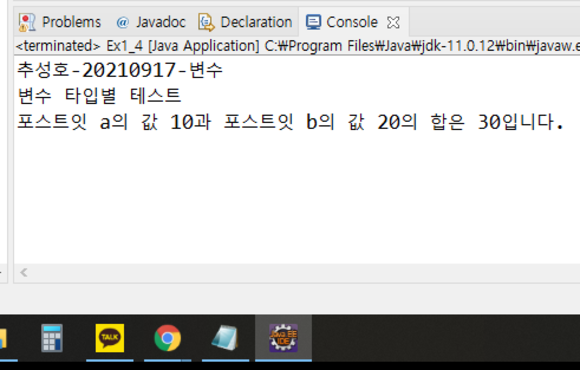 Problems @ Javadoc Declaration Console
<terminated> Ex1_4 [Java Application] C:₩Program Files₩Java₩jdk-11.0.12₩bin₩javaw.e
추성호-20210917-변수
변수 타입별 테스트
포스트잇 a의 값 10과 포스트잇 b의 값 20의 합은 30입니다.
TALK
Java EE
IDE